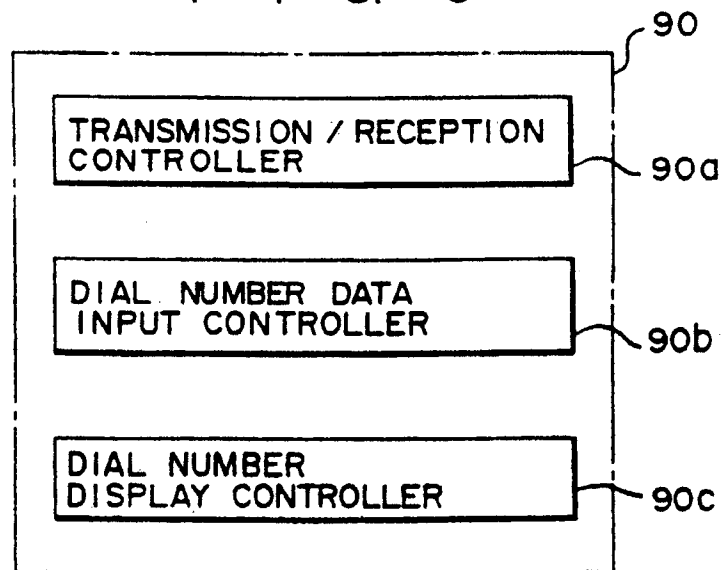 90
TRANSMISSION / RECEPTION
CONTROLLER
90a
DIAL NUMBER DATA
INPUT CONTROLLER
90b
DIAL NUMBER
DISPLAY CONTROLLER
90c